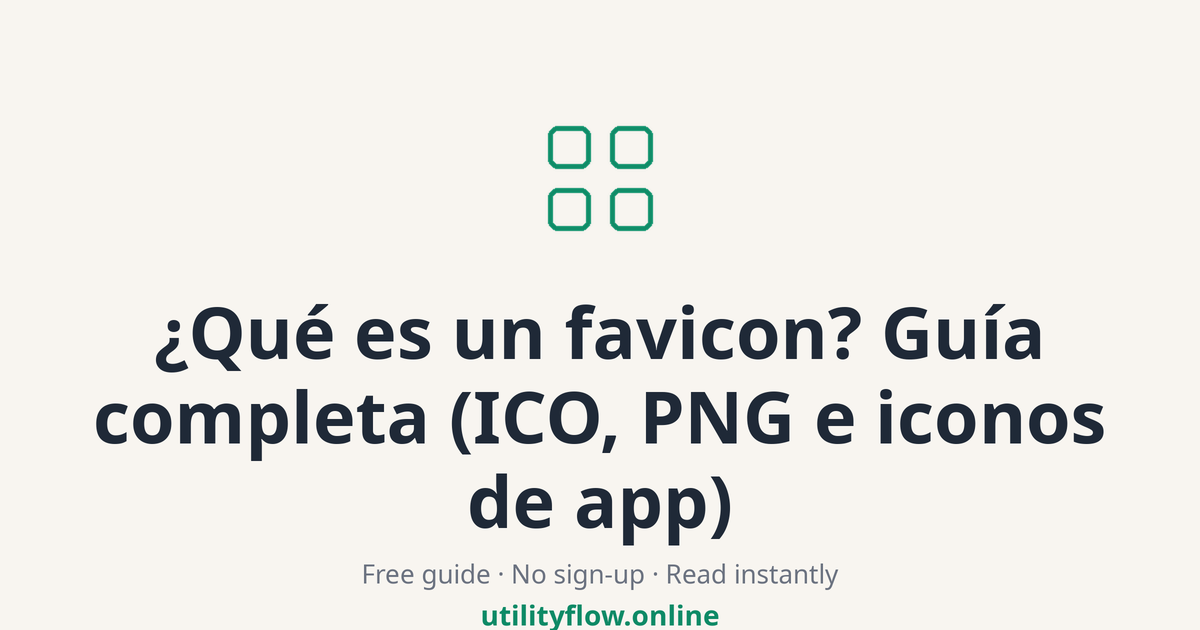 ¿Qué es un favicon? Guía
completa (ICO, PNG e iconos
de app)
Free guide · No sign-up · Read instantly
utilityflow.online